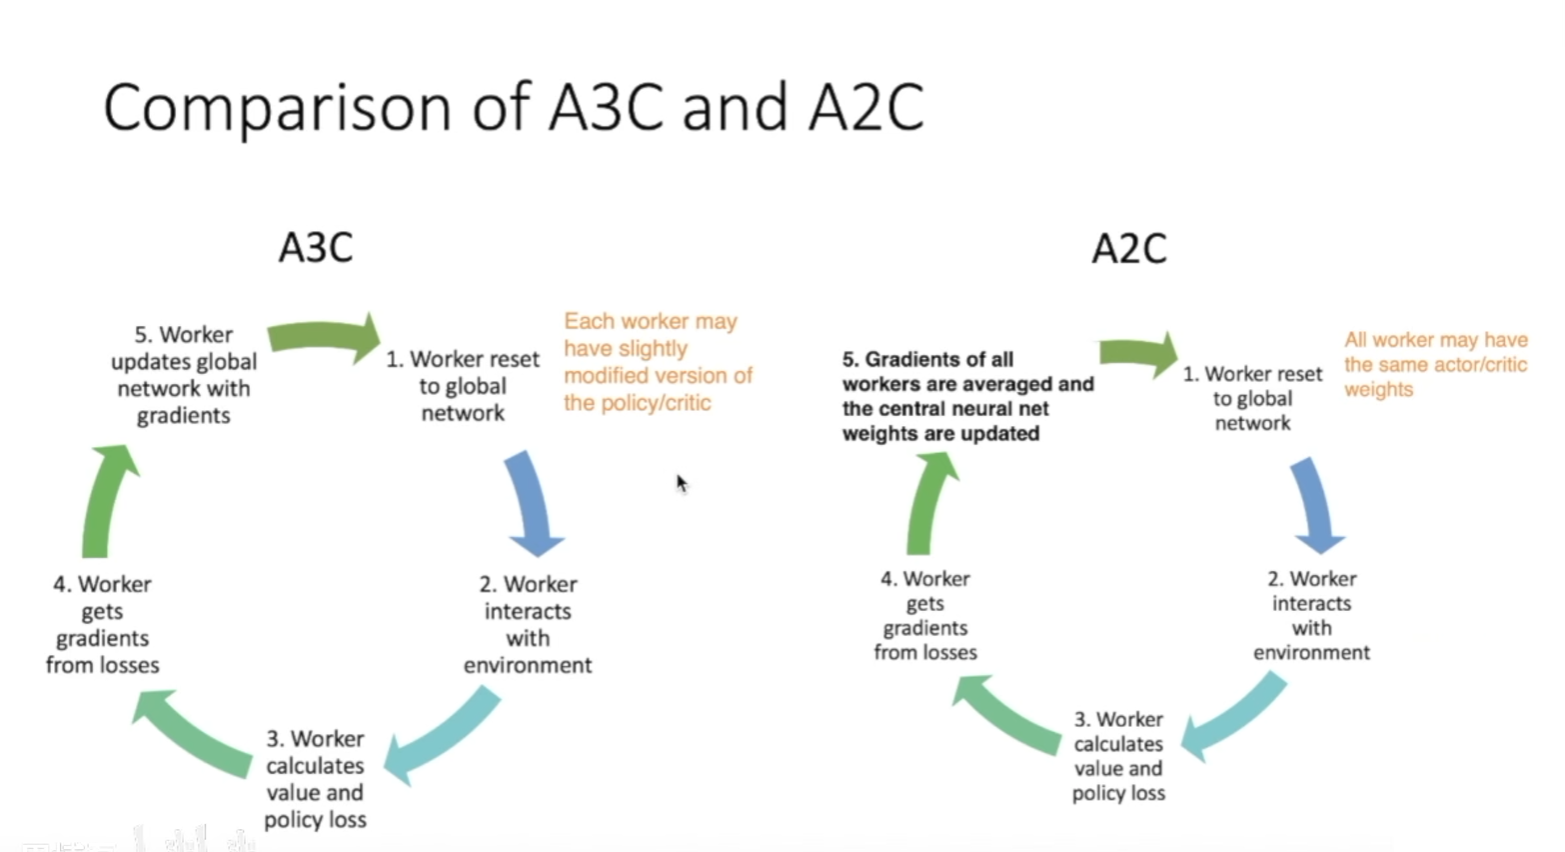 Comparison of A3C and A2C
A3C
5. Worker
updates global
network with
gradients
1. Worker reset
to global
network
Each worker may
have slightly
modified version of
the policy/critic
2. Worker
interacts
with
environment
3. Worker
calculates
value and
policy loss
4. Worker
gets
gradients
from losses
A2C
5. Gradients of all
workers are averaged and
the central neural net
weights are updated
1. Worker reset
to global
network
All worker may have
the same actor/critic
weights
2. Worker
interacts
with
environment
3. Worker
calculates
value and
policy loss
4. Worker
gets
gradients
from losses